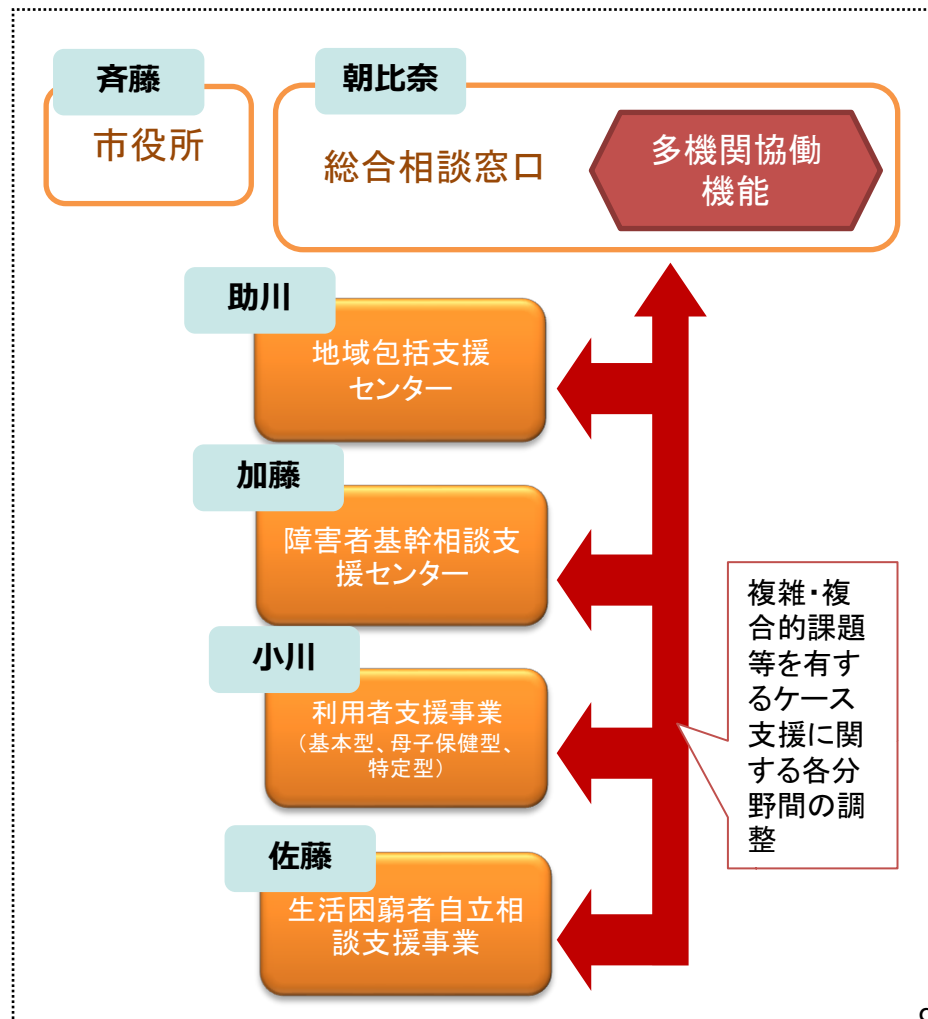 斉藤
市役所
朝比奈
総合相談窓口
多機関協働
機能
助川
地域包括支援
センター
加藤
障害者基幹相談支
援センター
小川
利用者支援事業
（基本型、母子保健型、
特定型）
佐藤
生活困窮者自立相
談支援事業
複雑・複
合的課題
等を有す
るケース
支援に関
する各分
野間の調
整